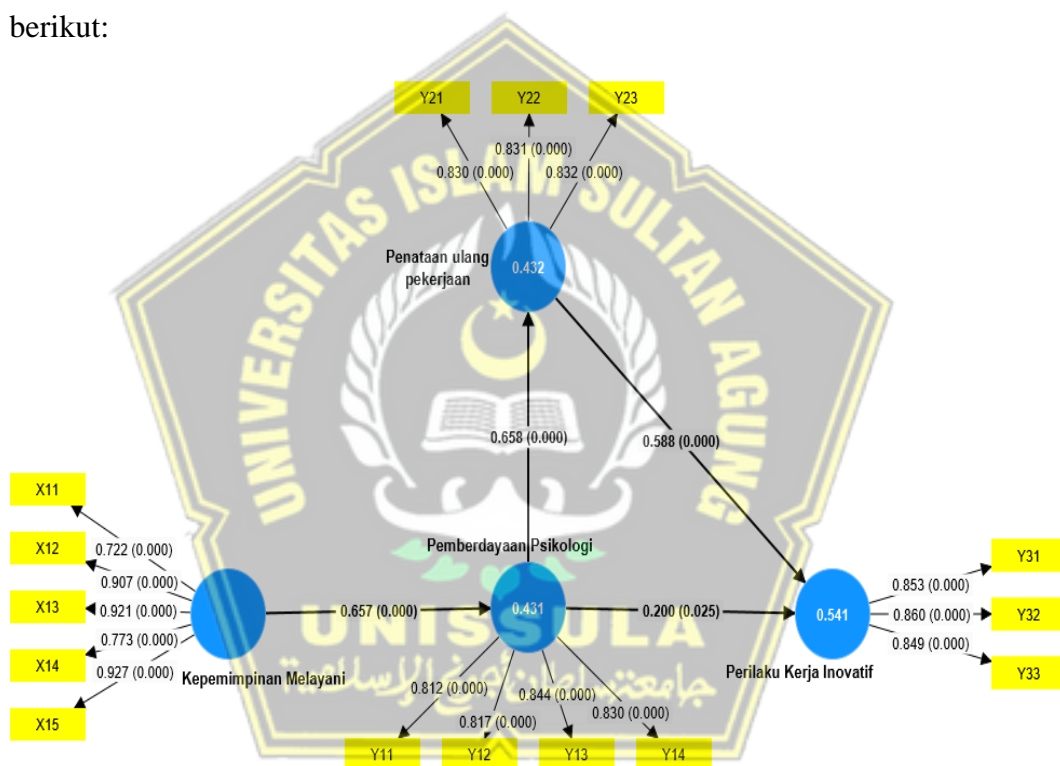 berikut:
Y21
Y22
Y23
0.830 (0.000)
0.831 (0.000)
0.832 (0.000)
UNIVERSITAS ISLAM SULTAN AGUNG
Penataan ulang
pekerjaan
0.432
0.658 (0.000)
0.588 (0.000)
X11
X12
X13
X14
X15
0.722 (0.000)
0.907 (0.000)
0.921 (0.000)
0.773 (0.000)
0.927 (0.000)
Kepemimpinan Melayani
0.657 (0.000)
Pemberdayaan Psikologi
0.431
0.200 (0.025)
0.541
Perilaku Kerja Inovatif
0.853 (0.000)
0.860 (0.000)
0.849 (0.000)
Y31
Y32
Y33
UNISSULA
0.812 (0.000)
0.817 (0.000)
0.844 (0.000)
0.830 (0.000)
Y11
Y12
Y13
Y14